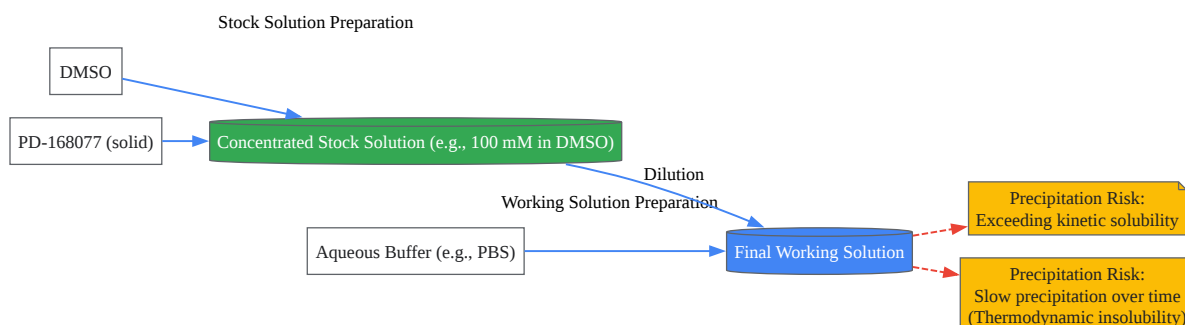 Stock Solution Preparation
DMSO
PD-168077 (solid)
Concentrated Stock Solution (e.g., 100 mM in DMSO)
Dilution
Working Solution Preparation
Aqueous Buffer (e.g., PBS)
Final Working Solution
Precipitation Risk:
Exceeding kinetic solubility
Precipitation Risk:
Slow precipitation over time
(Thermodynamic insolubility)